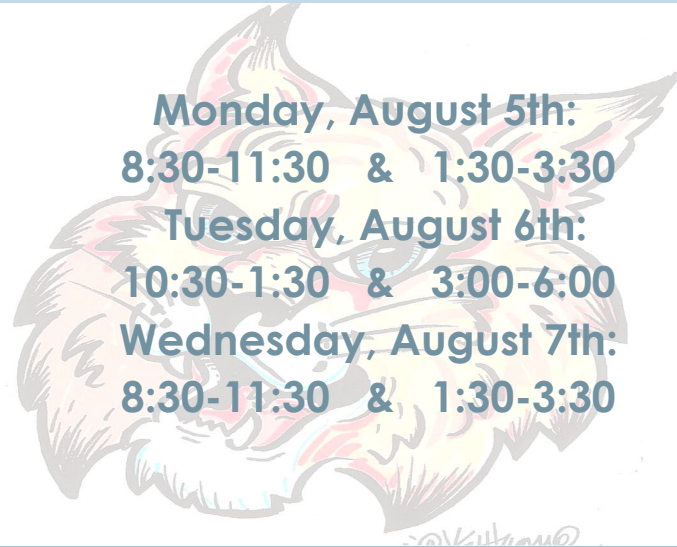 Monday, August 5th:
8:30-11:30 & 1:30-3:30
Tuesday, August 6th:
10:30-1:30 & 3:00-6:00
Wednesday, August 7th:
8:30-11:30 & 1:30-3:30